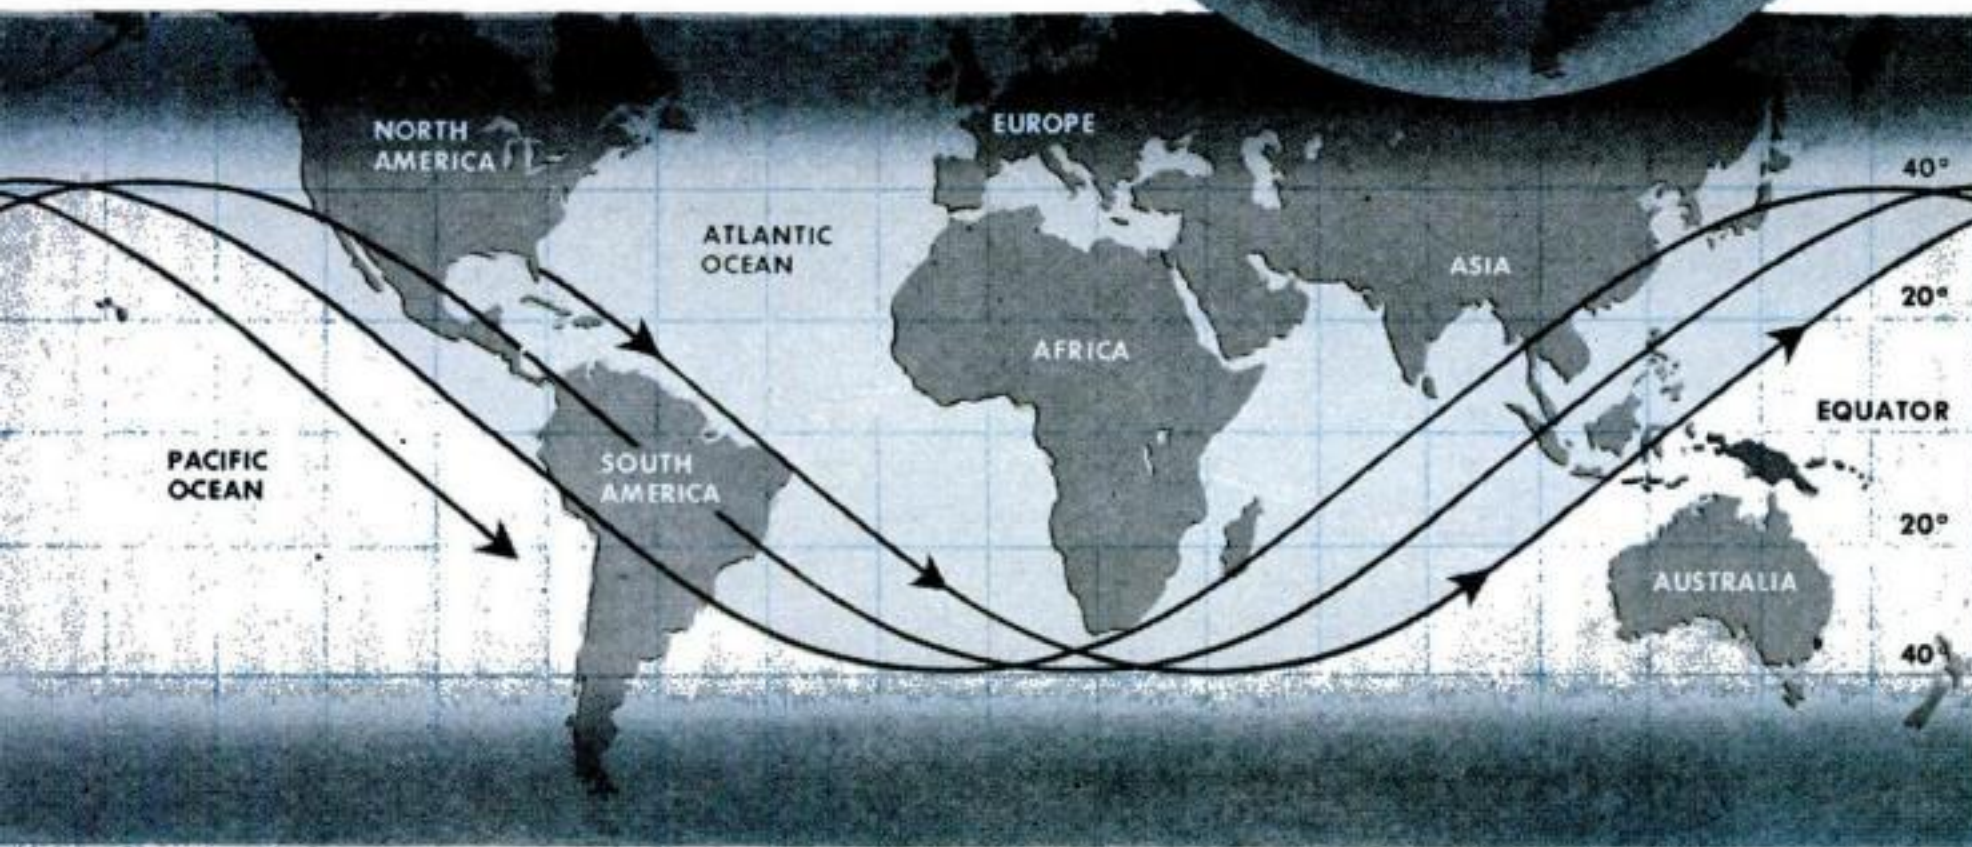 NORTH
AMERICA
EUROPE
40°
ATLANTIC
OCEAN
ASIA
20°
AFRICA
EQUATOR
PACIFIC
OCEAN
SOUTH
AMERICA
20°
AUSTRALIA
40°